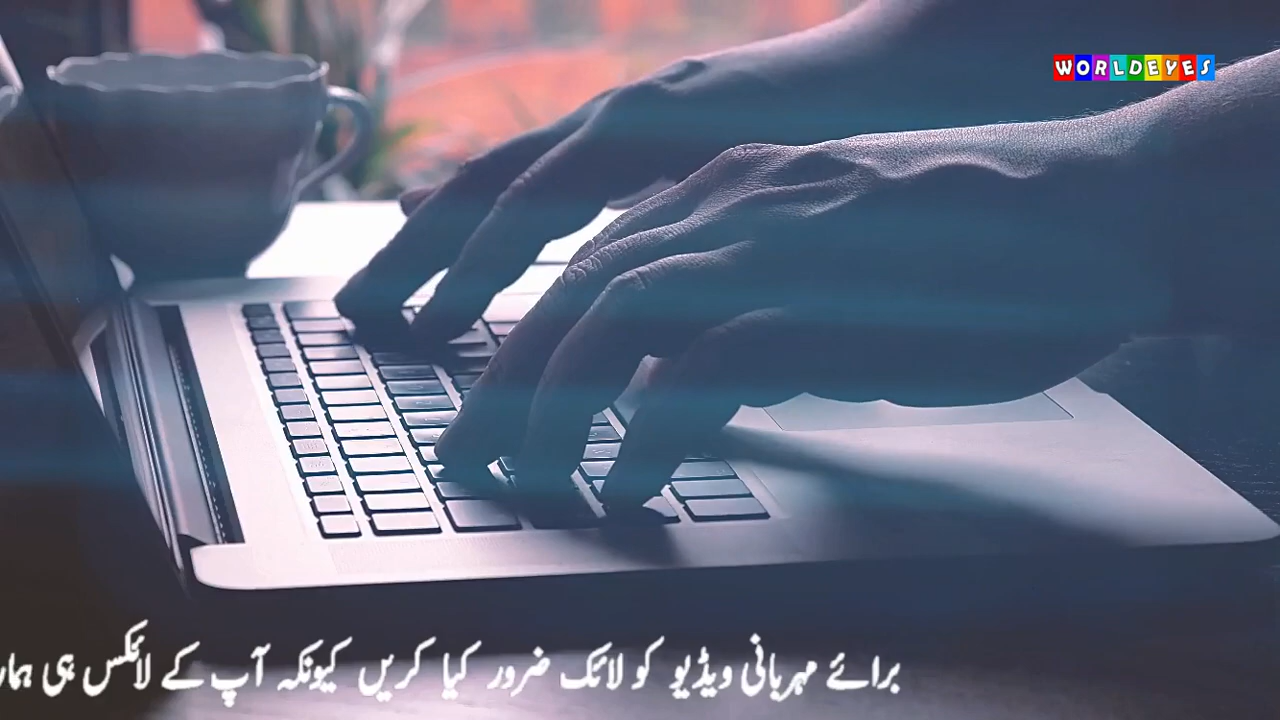 WORLDEYES
برائے مہربانی ویڈیو کو لائک ضرور کیا کریں کیونکہ آپ کے لائکس ہی